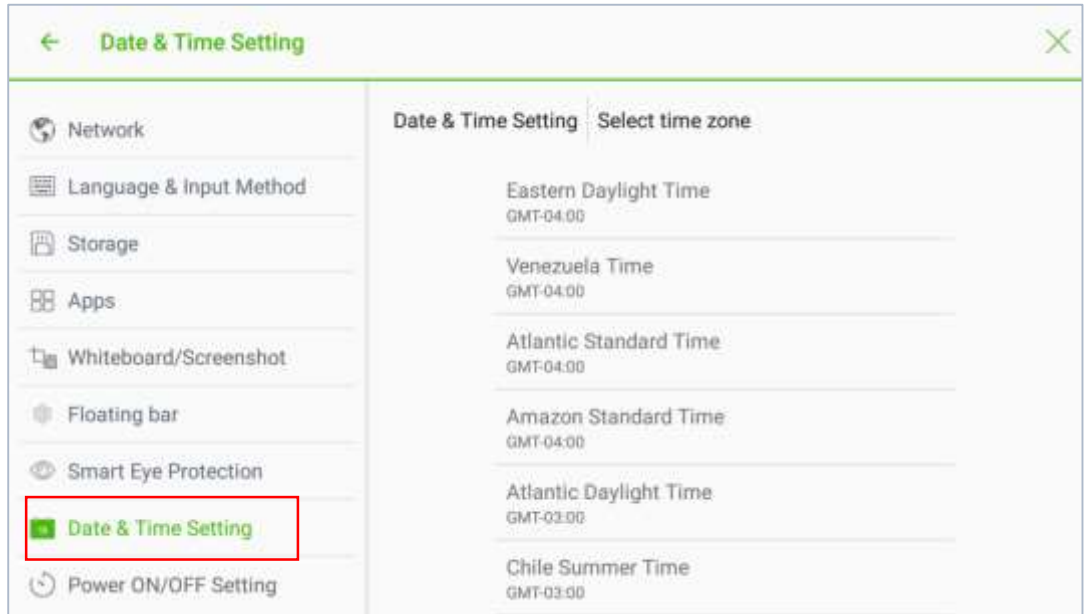 Date & Time Setting
Network
Language & Input Method
Storage
Apps
Whiteboard/Screenshot
Floating bar
Smart Eye Protection
Date & Time Setting
Power ON/OFF Setting
Date & Time Setting Select time zone
Eastern Daylight Time
GMT-04:00
Venezuela Time
GMT-04:00
Atlantic Standard Time
GMT-04:00
Amazon Standard Time
GMT-04:00
Atlantic Daylight Time
GMT-03:00
Chile Summer Time
GMT-03:00